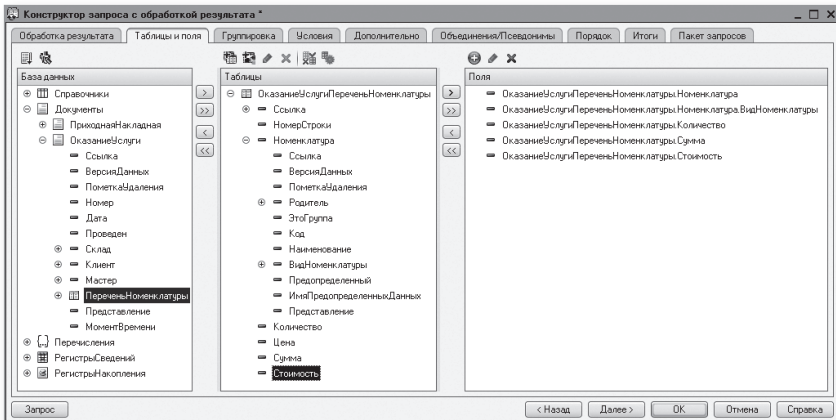 Конструктор запроса с обработкой результата *
Обработка результата
Таблицы и поля
Группировка
Условия
Дополнительно
Объединения/Псевдонимы
Порядок
Итоги
Пакет запросов
База данных
Справочники
Документы
ПриходнаяНакладная
ОказаниеУслуги
Ссылка
ВерсияДанных
ПометкаУдаления
Номер
Дата
Проведен
Склад
Клиент
Мастер
ПереченьНоменклатуры
Представление
МоментВремени
Перечисления
РегистрыСведений
РегистрыНакопления
Таблицы
ОказаниеУслугиПереченьНоменклатуры
Ссылка
НомерСтроки
Номенклатура
Ссылка
ВерсияДанных
ПометкаУдаления
Родитель
ЭтоГруппа
Код
Наименование
ВидНоменклатуры
Предопределенный
ИмяПредопределенныхДанных
Представление
Количество
Цена
Сумма
Стоимость
>
>>
<
<<
>
>>
<
<<
Поля
ОказаниеУслугиПереченьНоменклатуры.Номенклатура
ОказаниеУслугиПереченьНоменклатуры.Номенклатура.ВидНоменклатуры
ОказаниеУслугиПереченьНоменклатуры.Количество
ОказаниеУслугиПереченьНоменклатуры.Сумма
ОказаниеУслугиПереченьНоменклатуры.Стоимость
Запрос
< Назад
Далее >
OK
Отмена
Справка